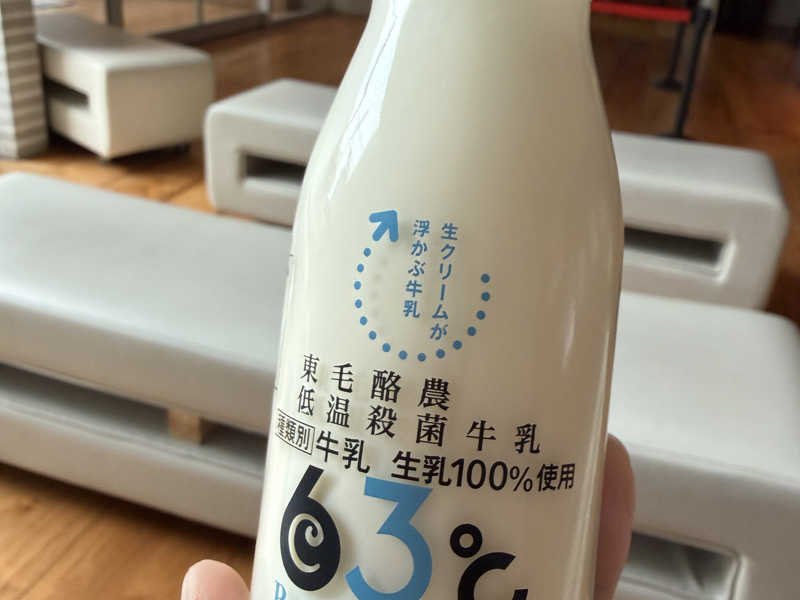 生クリームが
浮かぶ牛乳
東毛酪農
低温殺菌牛乳
種類別 牛乳 生乳100%使用
63℃